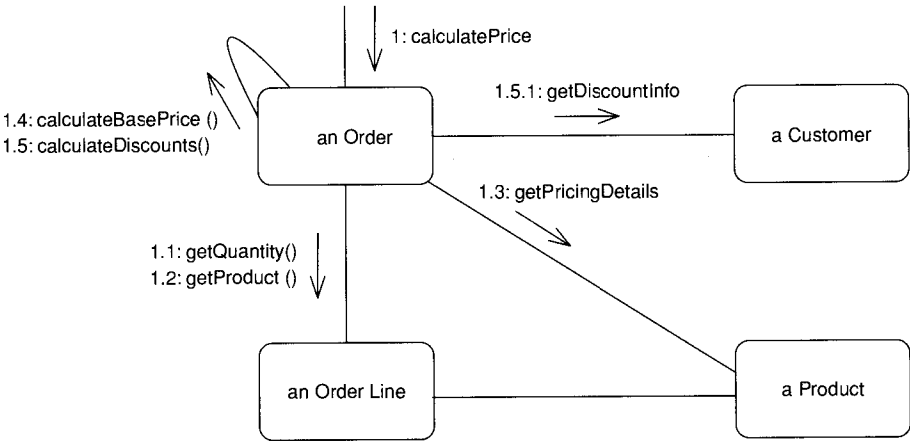 1: calculatePrice
1.5.1: getDiscountInfo
1.4: calculateBasePrice ()
1.5: calculateDiscounts()
an Order
a Customer
1.3: getPricingDetails
1.1: getQuantity()
1.2: getProduct ()
an Order Line
a Product